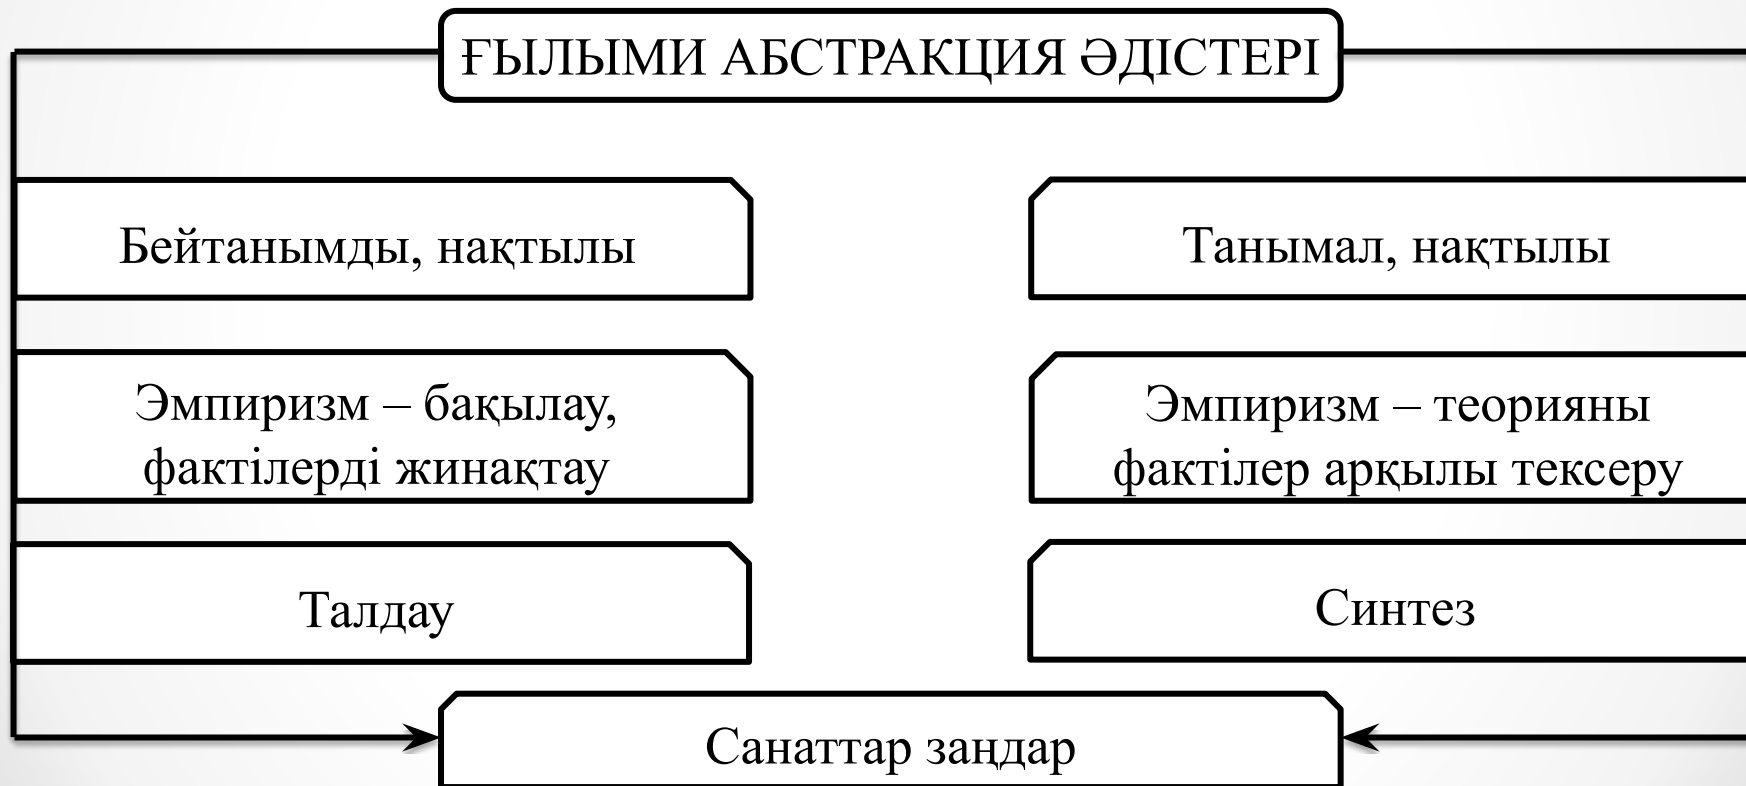 ҒЫЛЫМИ АБСТРАКЦИЯ ӘДІСТЕРІ
Бейтанымды, нақтылы
Танымал, нақтылы
Эмпиризм – бақылау,
фактілерді жинақтау
Эмпиризм – теорияны
фактілер арқылы тексеру
Талдау
Синтез
Санаттар заңдар